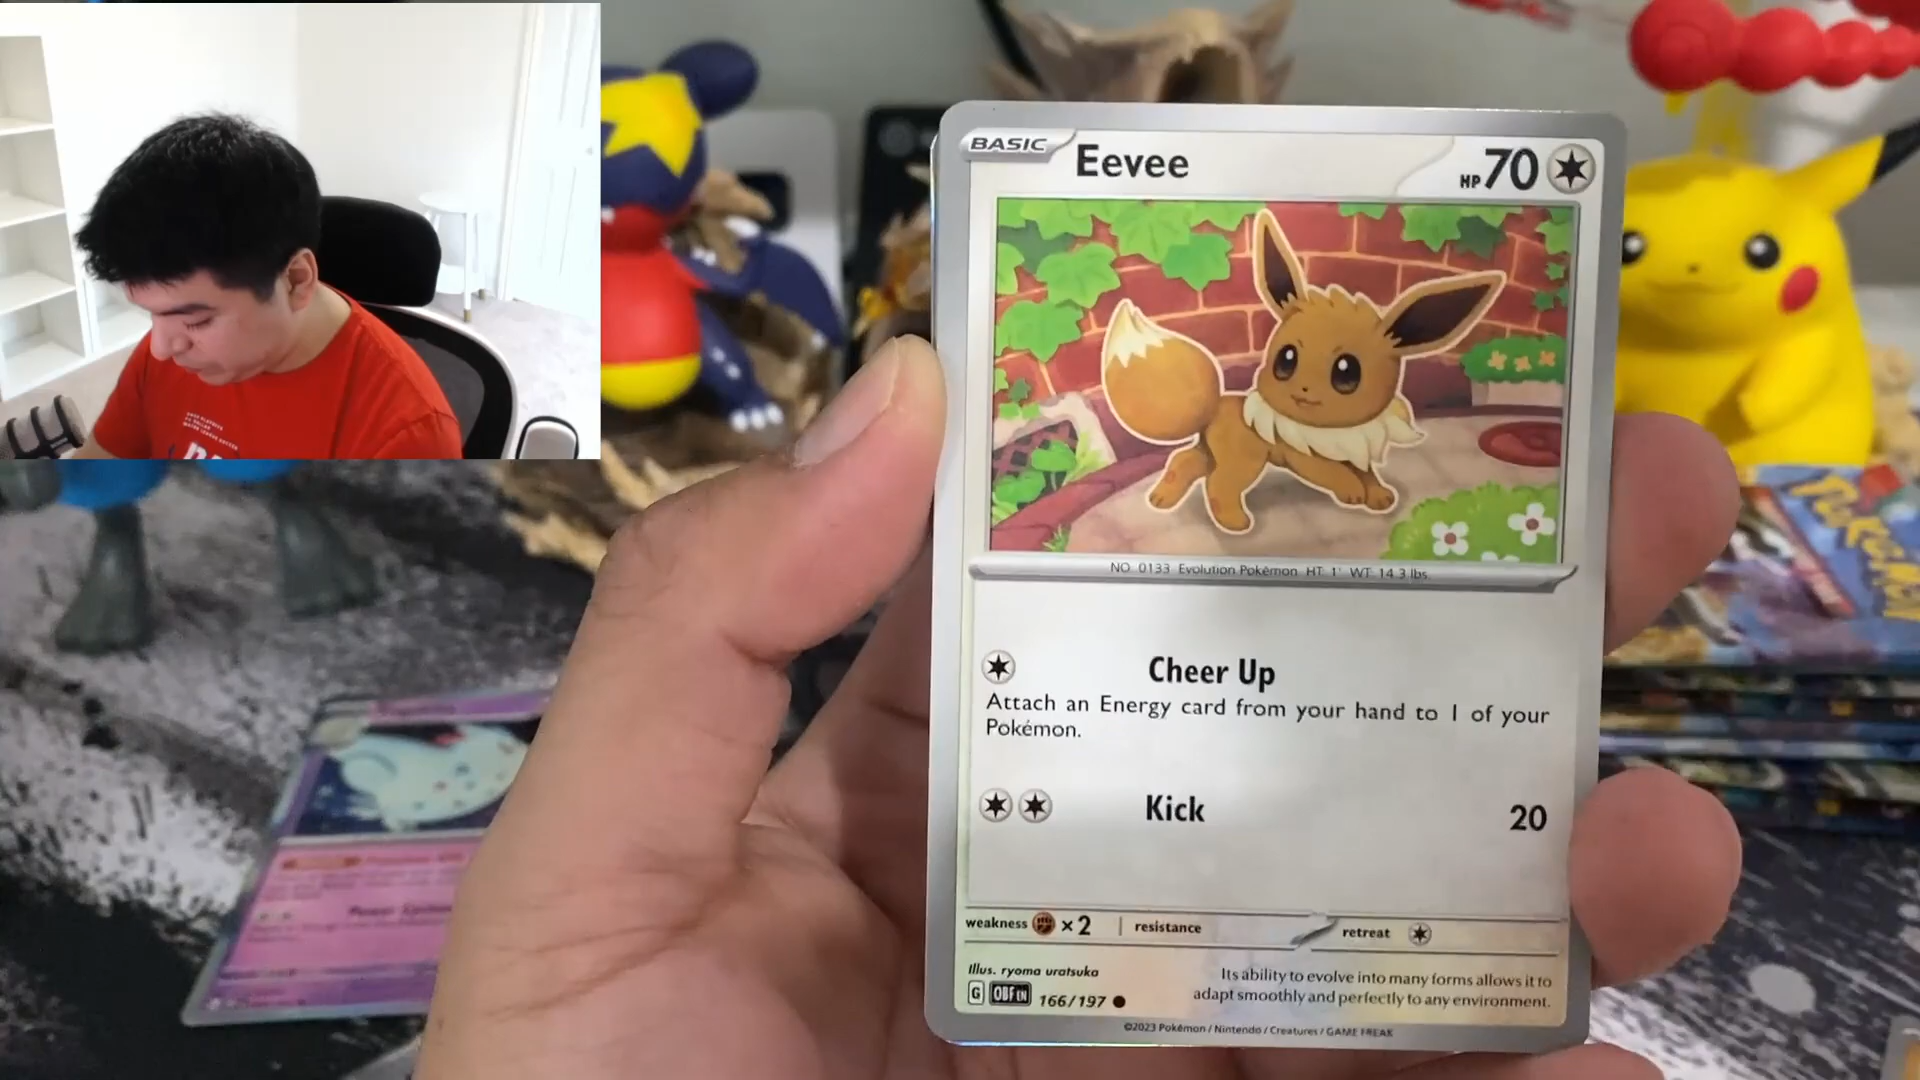 BASIC
Eevee
HP 70
NO 0133 Evolution Pokémon HT: 1' WT: 14.3 lbs.
Cheer Up
Attach an Energy card from your hand to 1 of your
Pokémon.
Kick 20
weakness ×2 resistance retreat
Illus. ryoma uratsuka
Its ability to evolve into many forms allows it to
adapt smoothly and perfectly to any environment.
G OBF EN 166/197
©2023 Pokémon / Nintendo / Creatures / GAME FREAK
POKÉMON